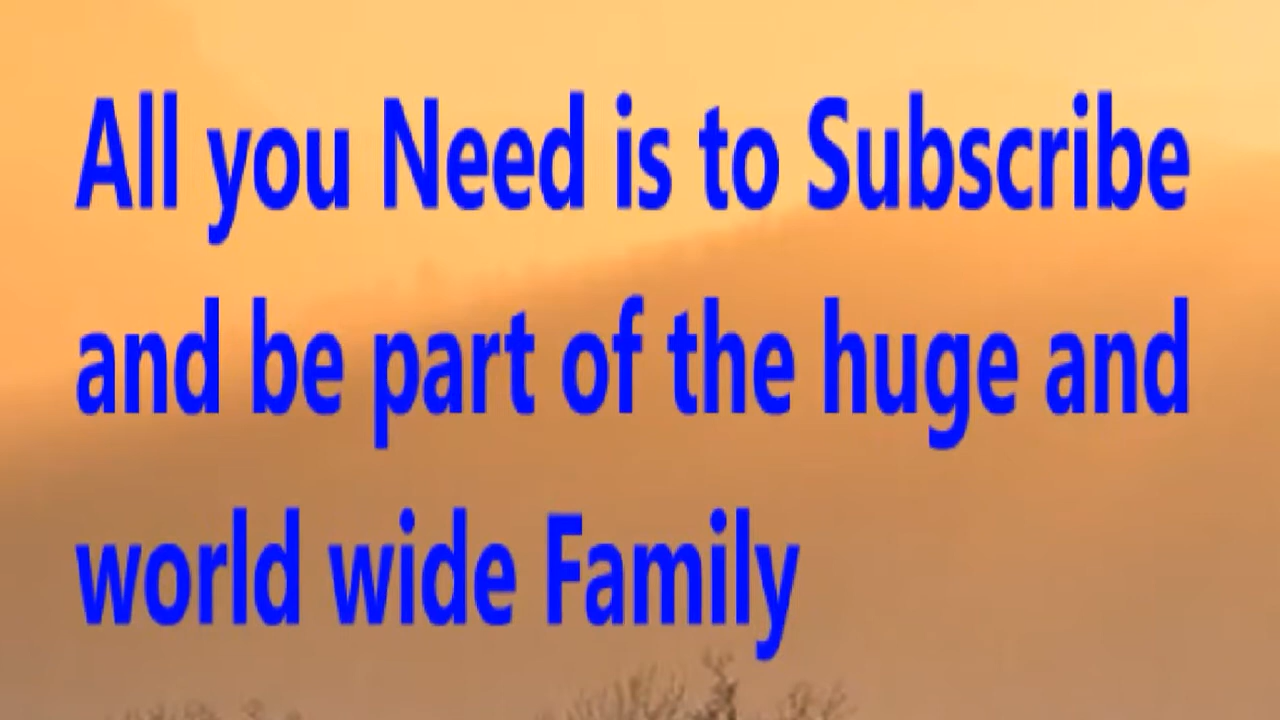 All you Need is to Subscribe
and be part of the huge and
world wide Family